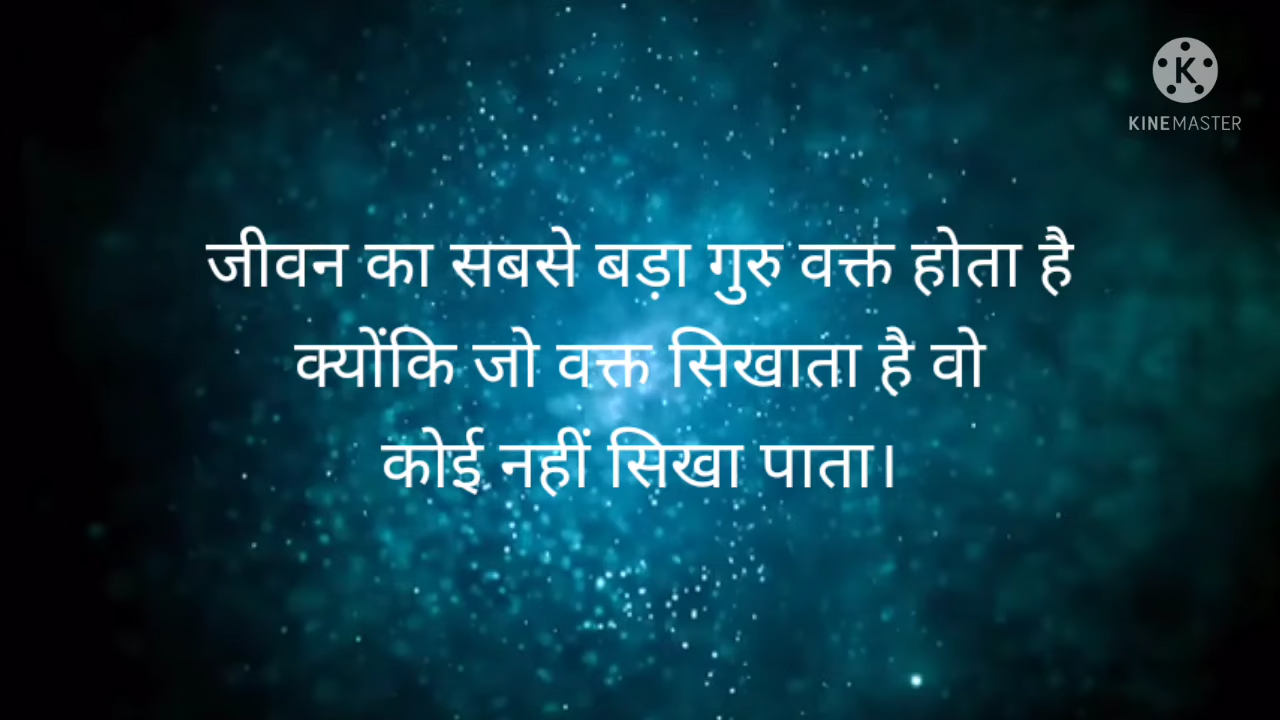 KINEMASTER
जीवन का सबसे बड़ा गुरु वक्त होता है
क्योंकि जो वक्त सिखाता है वो
कोई नहीं सिखा पाता।